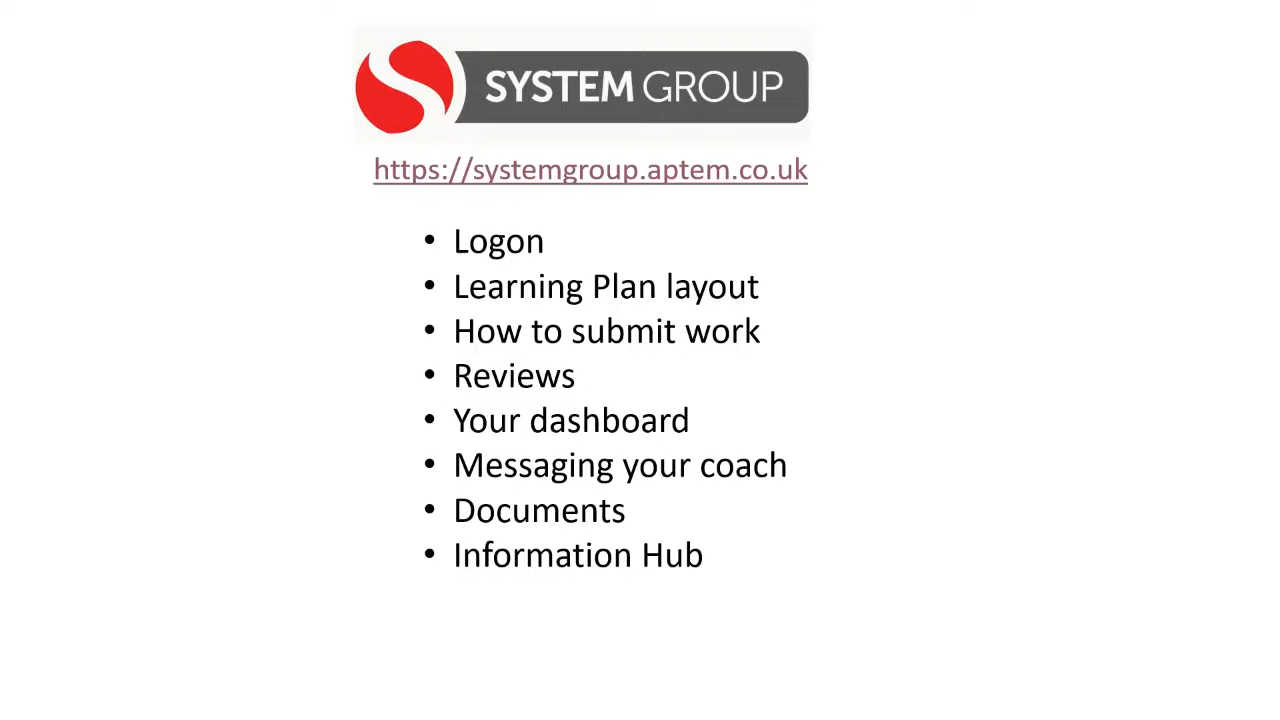 SYSTEM GROUP
https://systemgroup.aptem.co.uk
• Logon
• Learning Plan layout
• How to submit work
• Reviews
• Your dashboard
• Messaging your coach
• Documents
• Information Hub